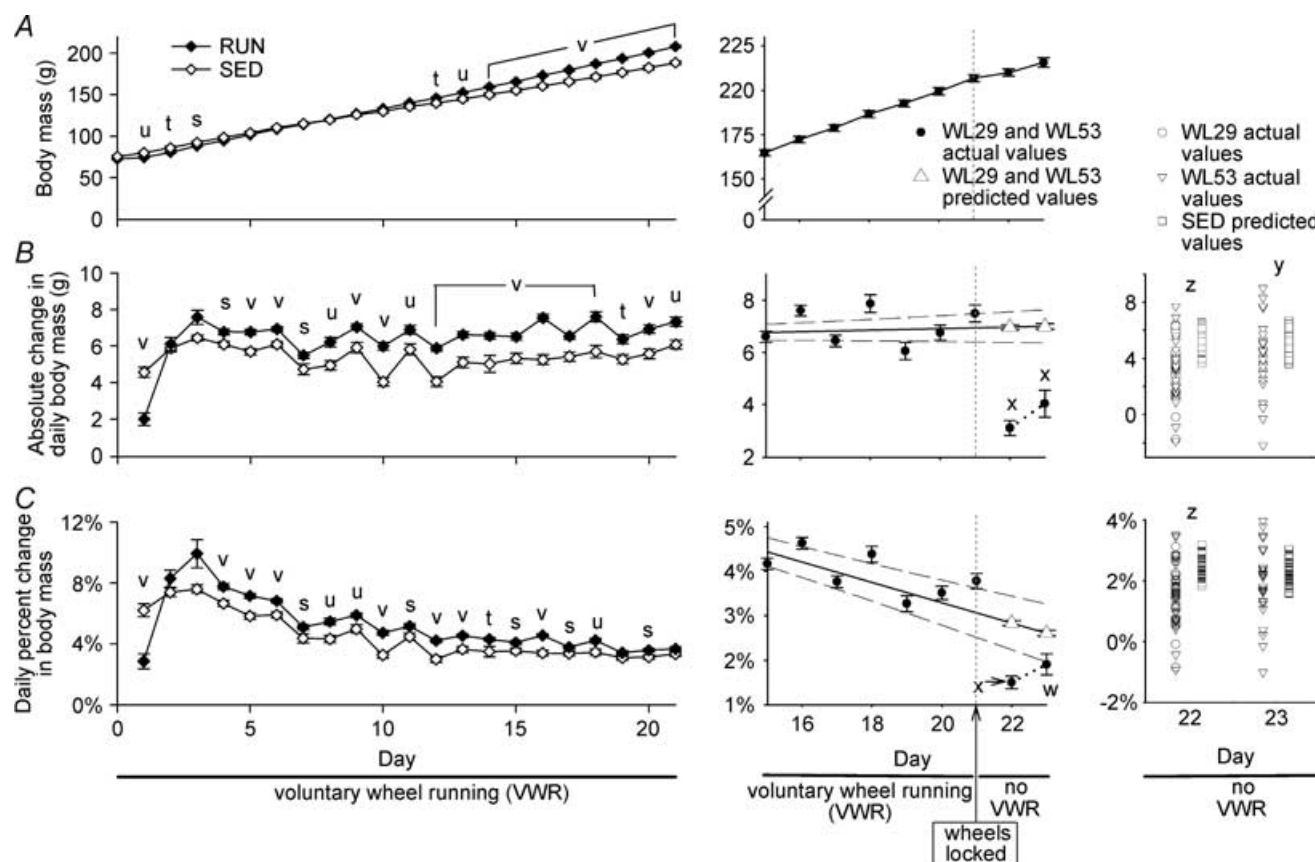 A
Body mass (g)
200
150
100
50
0
RUN
SED
u t s
t u v
225
220
175
150
0
WL29 and WL53
actual values
WL29 and WL53
predicted values
WL29 actual
values
WL53 actual
values
SED predicted
values
B
Absolute change in
daily body mass (g)
10
8
6
4
2
0
v s v v s u v v u v t v u
8
6
4
2
x x
8
4
0
z y
C
Daily percent change
in body mass
12%
8%
4%
0%
v v v v s u u v s v v t s v s u s
5%
4%
3%
2%
1%
x w
4%
2%
0%
-2%
z
0 5 10 15 20
16 18 20 22
22 23
Day
Day
Day
voluntary wheel running (VWR)
voluntary wheel running
(VWR)
no
VWR
no
VWR
wheels
locked